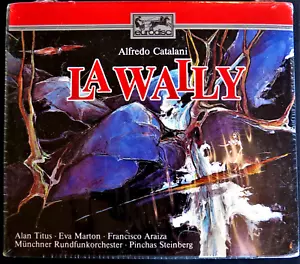 eurodisc
Alfredo Catalani
LA WALLY
Alan Titus · Eva Marton · Francisco Araiza
Münchner Rundfunkorchester · Pinchas Steinberg